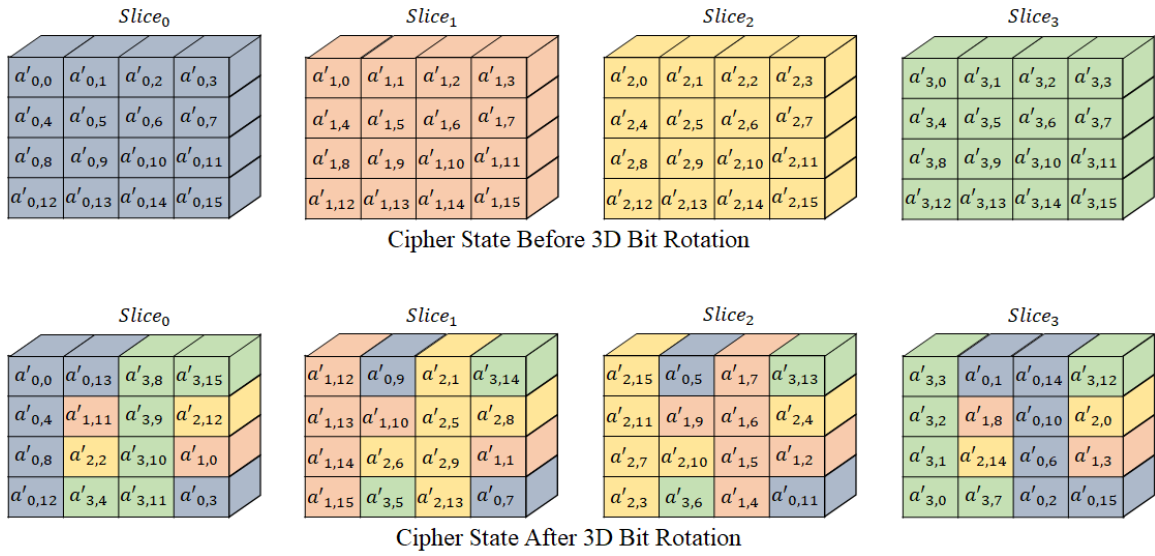 Slice₀ Slice₁ Slice₂ Slice₃
a′₀,₀ a′₀,₁ a′₀,₂ a′₀,₃ a′₁,₀ a′₁,₁ a′₁,₂ a′₁,₃ a′₂,₀ a′₂,₁ a′₂,₂ a′₂,₃ a′₃,₀ a′₃,₁ a′₃,₂ a′₃,₃
a′₀,₄ a′₀,₅ a′₀,₆ a′₀,₇ a′₁,₄ a′₁,₅ a′₁,₆ a′₁,₇ a′₂,₄ a′₂,₅ a′₂,₆ a′₂,₇ a′₃,₄ a′₃,₅ a′₃,₆ a′₃,₇
a′₀,₈ a′₀,₉ a′₀,₁₀ a′₀,₁₁ a′₁,₈ a′₁,₉ a′₁,₁₀ a′₁,₁₁ a′₂,₈ a′₂,₉ a′₂,₁₀ a′₂,₁₁ a′₃,₈ a′₃,₉ a′₃,₁₀ a′₃,₁₁
a′₀,₁₂ a′₀,₁₃ a′₀,₁₄ a′₀,₁₅ a′₁,₁₂ a′₁,₁₃ a′₁,₁₄ a′₁,₁₅ a′₂,₁₂ a′₂,₁₃ a′₂,₁₄ a′₂,₁₅ a′₃,₁₂ a′₃,₁₃ a′₃,₁₄ a′₃,₁₅
Cipher State Before 3D Bit Rotation
Slice₀ Slice₁ Slice₂ Slice₃
a′₀,₀ a′₀,₁₃ a′₃,₈ a′₃,₁₅ a′₁,₁₂ a′₀,₉ a′₂,₁ a′₃,₁₄ a′₂,₁₅ a′₀,₅ a′₁,₇ a′₃,₁₃ a′₃,₃ a′₀,₁ a′₀,₁₄ a′₃,₁₂
a′₀,₄ a′₁,₁₁ a′₃,₉ a′₂,₁₂ a′₁,₁₃ a′₁,₁₀ a′₂,₅ a′₂,₈ a′₂,₁₁ a′₁,₉ a′₁,₆ a′₂,₄ a′₃,₂ a′₁,₈ a′₀,₁₀ a′₂,₀
a′₀,₈ a′₂,₂ a′₃,₁₀ a′₁,₀ a′₁,₁₄ a′₂,₆ a′₂,₉ a′₁,₁ a′₂,₇ a′₂,₁₀ a′₁,₅ a′₁,₂ a′₃,₁ a′₂,₁₄ a′₀,₆ a′₁,₃
a′₀,₁₂ a′₃,₄ a′₃,₁₁ a′₀,₃ a′₁,₁₅ a′₃,₅ a′₂,₁₃ a′₀,₇ a′₂,₃ a′₃,₆ a′₁,₄ a′₀,₁₁ a′₃,₀ a′₃,₇ a′₀,₂ a′₀,₁₅
Cipher State After 3D Bit Rotation